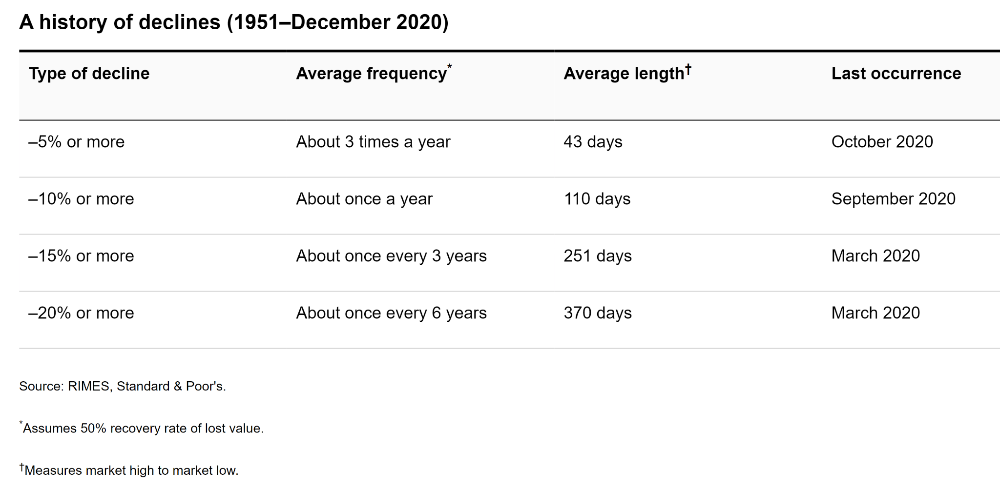 A history of declines (1951–December 2020)
Type of decline Average frequency* Average length† Last occurrence
–5% or more About 3 times a year 43 days October 2020
–10% or more About once a year 110 days September 2020
–15% or more About once every 3 years 251 days March 2020
–20% or more About once every 6 years 370 days March 2020
Source: RIMES, Standard & Poor's.
*Assumes 50% recovery rate of lost value.
†Measures market high to market low.